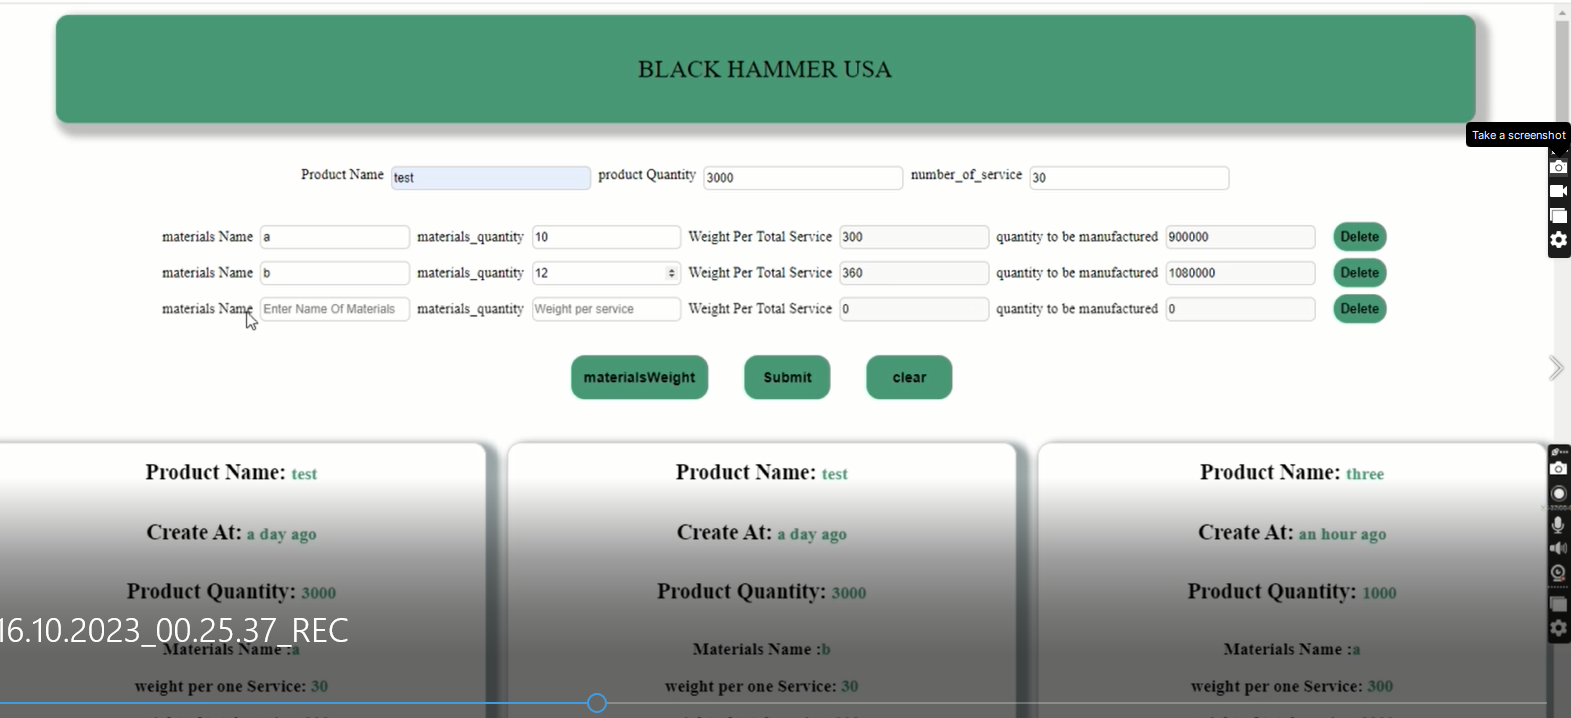 BLACK HAMMER USA
Take a screenshot
Product Name test product Quantity 3000 number_of_service 30
materials Name a materials_quantity 10 Weight Per Total Service 300 quantity to be manufactured 900000 Delete
materials Name b materials_quantity 12 Weight Per Total Service 360 quantity to be manufactured 1080000 Delete
materials Name Enter Name Of Materials materials_quantity Weight per service Weight Per Total Service 0 quantity to be manufactured 0 Delete
materialsWeight Submit clear
Product Name: test Product Name: test Product Name: three
Create At: a day ago Create At: a day ago Create At: an hour ago
Product Quantity: 3000 Product Quantity: 3000 Product Quantity: 1000
16.10.2023_00.25.37_REC
Materials Name :a Materials Name :b Materials Name :a
weight per one Service: 30 weight per one Service: 30 weight per one Service: 300